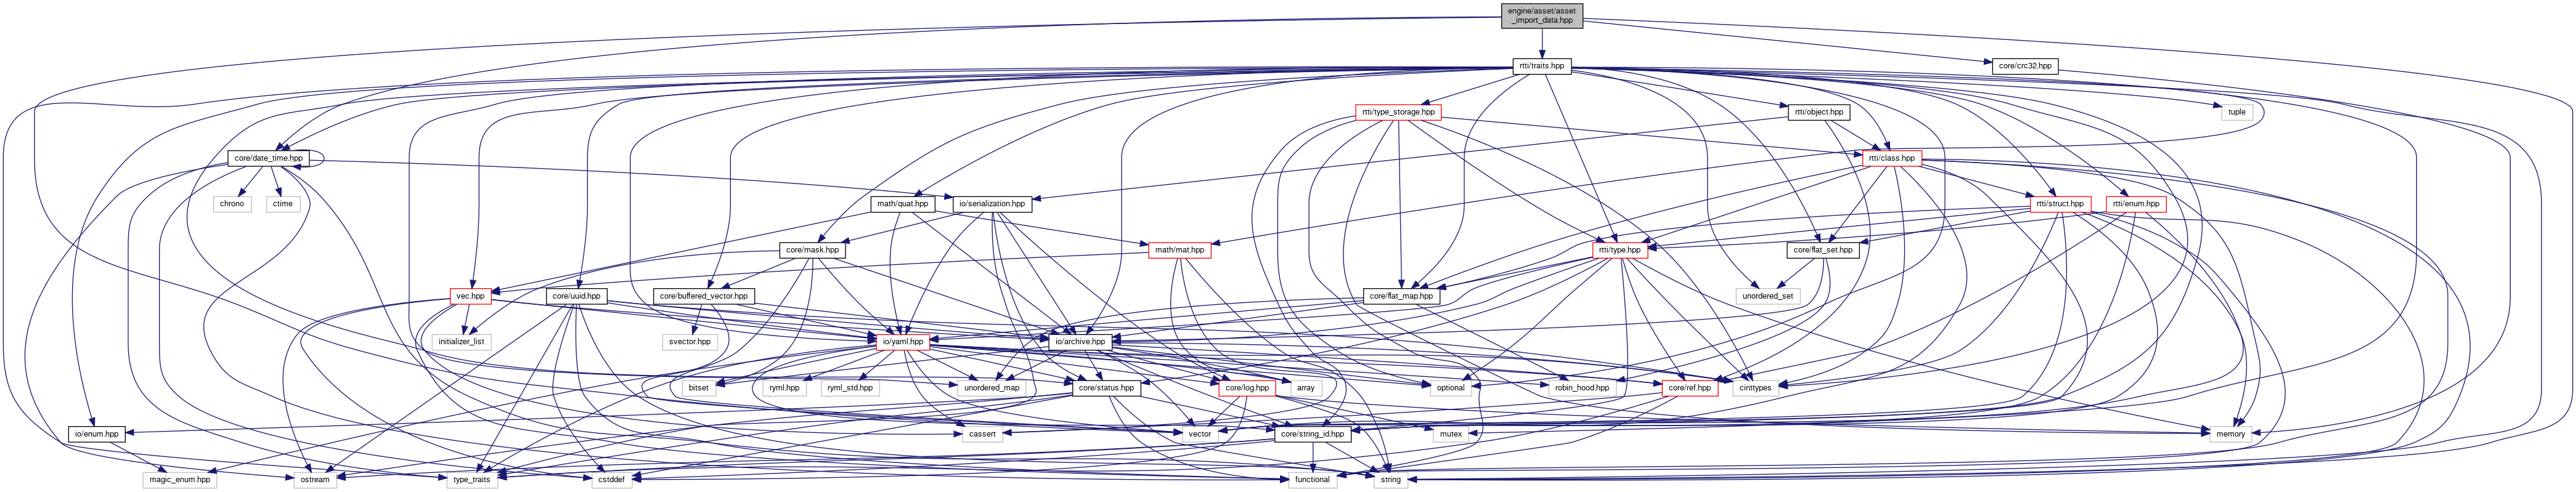 engine/asset/asset
_import_data.hpp
rtti/traits.hpp
core/crc32.hpp
rtti/type_storage.hpp
rtti/object.hpp
tuple
core/date_time.hpp
rtti/class.hpp
chrono
ctime
math/quat.hpp
io/serialization.hpp
rtti/struct.hpp
rtti/enum.hpp
core/mask.hpp
math/mat.hpp
rtti/type.hpp
core/flat_set.hpp
vec.hpp
core/uuid.hpp
core/buffered_vector.hpp
core/flat_map.hpp
unordered_set
initializer_list
svector.hpp
io/yaml.hpp
io/archive.hpp
bitset
ryml.hpp
ryml_std.hpp
unordered_map
core/status.hpp
core/log.hpp
array
optional
robin_hood.hpp
core/ref.hpp
cinttypes
io/enum.hpp
cassert
vector
core/string_id.hpp
mutex
memory
magic_enum.hpp
ostream
type_traits
cstddef
functional
string